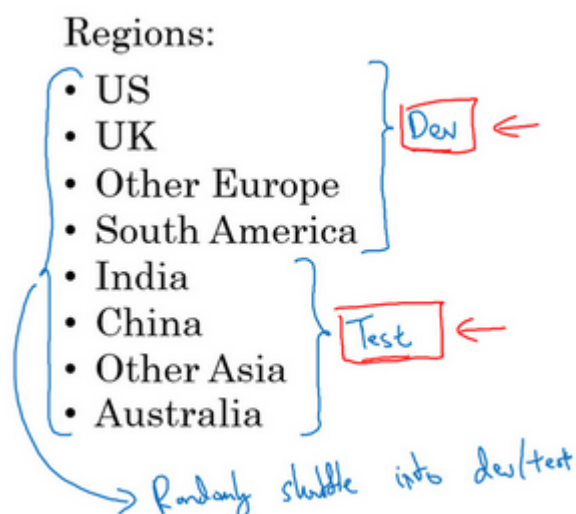 Regions:
• US
• UK
• Other Europe
• South America
Dev
• India
• China
• Other Asia
• Australia
Test
Randomly shuffle into dev/test